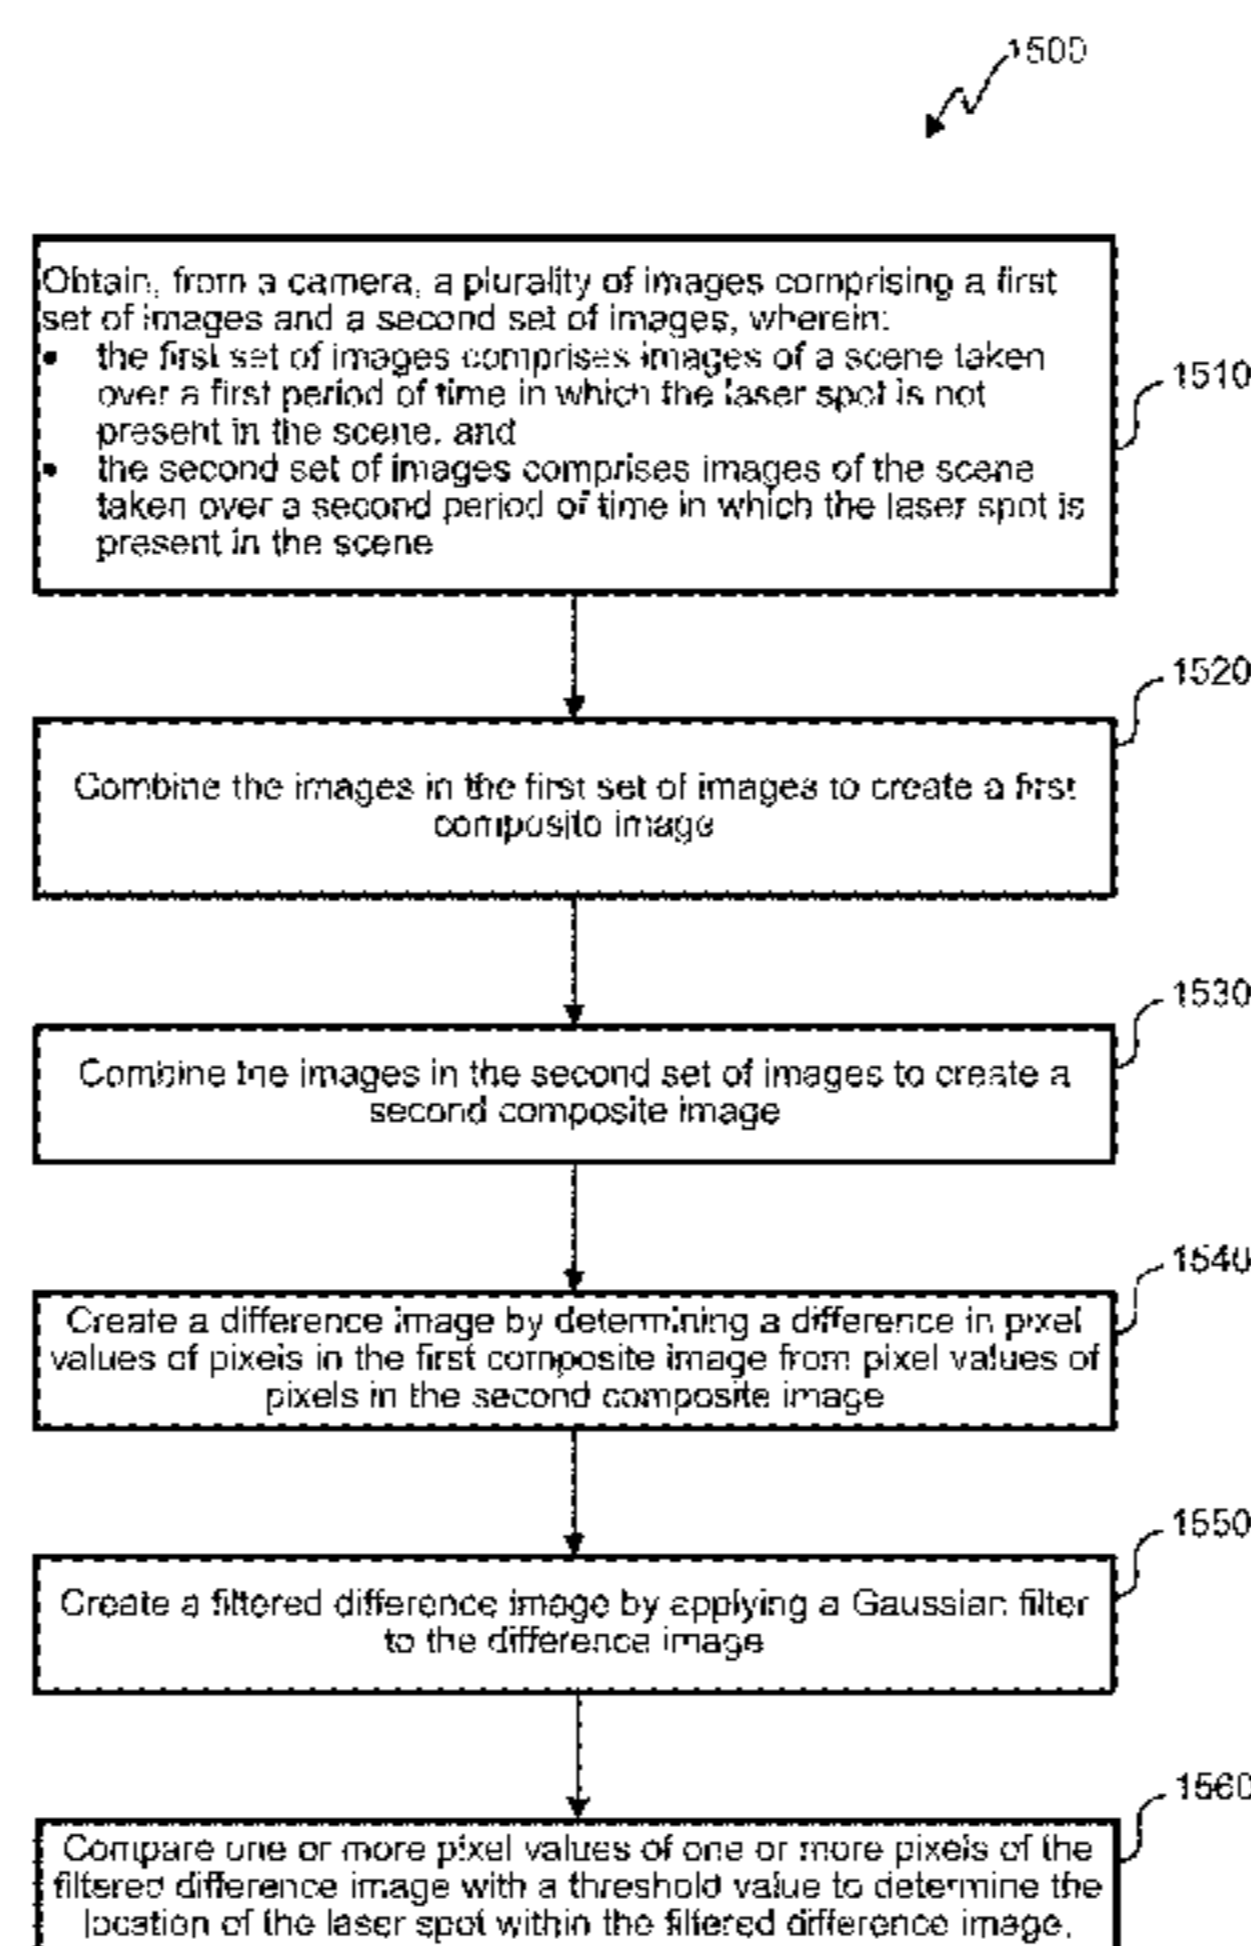 1500
Obtain, from a camera, a plurality of images comprising a first
set of images and a second set of images, wherein:
• the first set of images comprises images of a scene taken
over a first period of time in which the laser spot is not
present in the scene, and
• the second set of images comprises images of the scene
taken over a second period of time in which the laser spot is
present in the scene
1510
1520
Combine the images in the first set of images to create a first
composite image
1530
Combine the images in the second set of images to create a
second composite image
1540
Create a difference image by determining a difference in pixel
values of pixels in the first composite image from pixel values of
pixels in the second composite image
1550
Create a filtered difference image by applying a Gaussian filter
to the difference image
1560
Compare one or more pixel values of one or more pixels of the
filtered difference image with a threshold value to determine the
location of the laser spot within the filtered difference image.